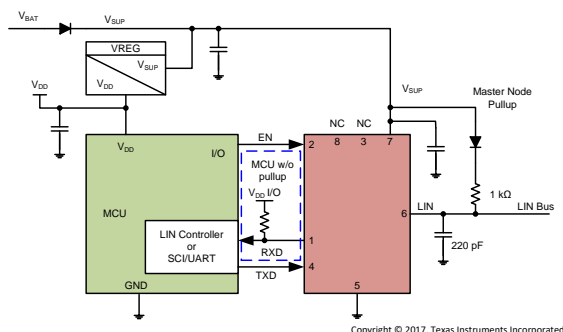 VBAT
VSUP
VREG
VSUP
VDD
VDD
VSUP
Master Node
Pullup
NC NC
EN
2 8 3 7
VDD
I/O
MCU w/o
pullup
VDD I/O
1 kΩ
MCU
6 LIN LIN Bus
LIN Controller
or
SCI/UART
1
RXD
220 pF
4
TXD
GND
5
Copyright © 2017, Texas Instruments Incorporated